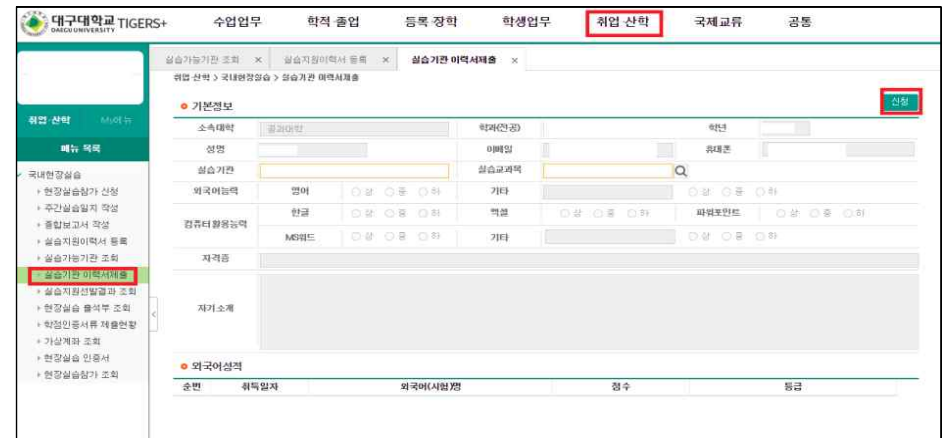 대구대학교 TIGERS+ 수업업무 학적·졸업 등록·장학 학생업무 취업·산학 국제교류 공통
DAEGU UNIVERSITY
실습가능기관 조회 × 실습지원이력서 등록 × 실습기관 이력서제출 ×
취업·산학 > 국내현장실습 > 실습기관 이력서제출
기본정보
신청
취업·산학 My메뉴
메뉴 목록
국내현장실습
현장실습참가 신청
주간실습일지 작성
종합보고서 작성
실습지원이력서 등록
실습가능기관 조회
실습기관 이력서제출
실습지원선발결과 조회
현장실습 출석부 조회
학점인증서류 제출현황
가상계좌 조회
현장실습 인증서
현장실습참가 조회
소속대학 공과대학 학과(전공) 학년
성명 이메일 휴대폰
실습기관 실습교과목
외국어능력 영어 상 중 하 기타 상 중 하
컴퓨터활용능력 한글 상 중 하 엑셀 상 중 하 파워포인트 상 중 하
MS워드 상 중 하 기타 상 중 하
자격증
자기소개
외국어성적
순번 취득일자 외국어(시험)명 점수 등급